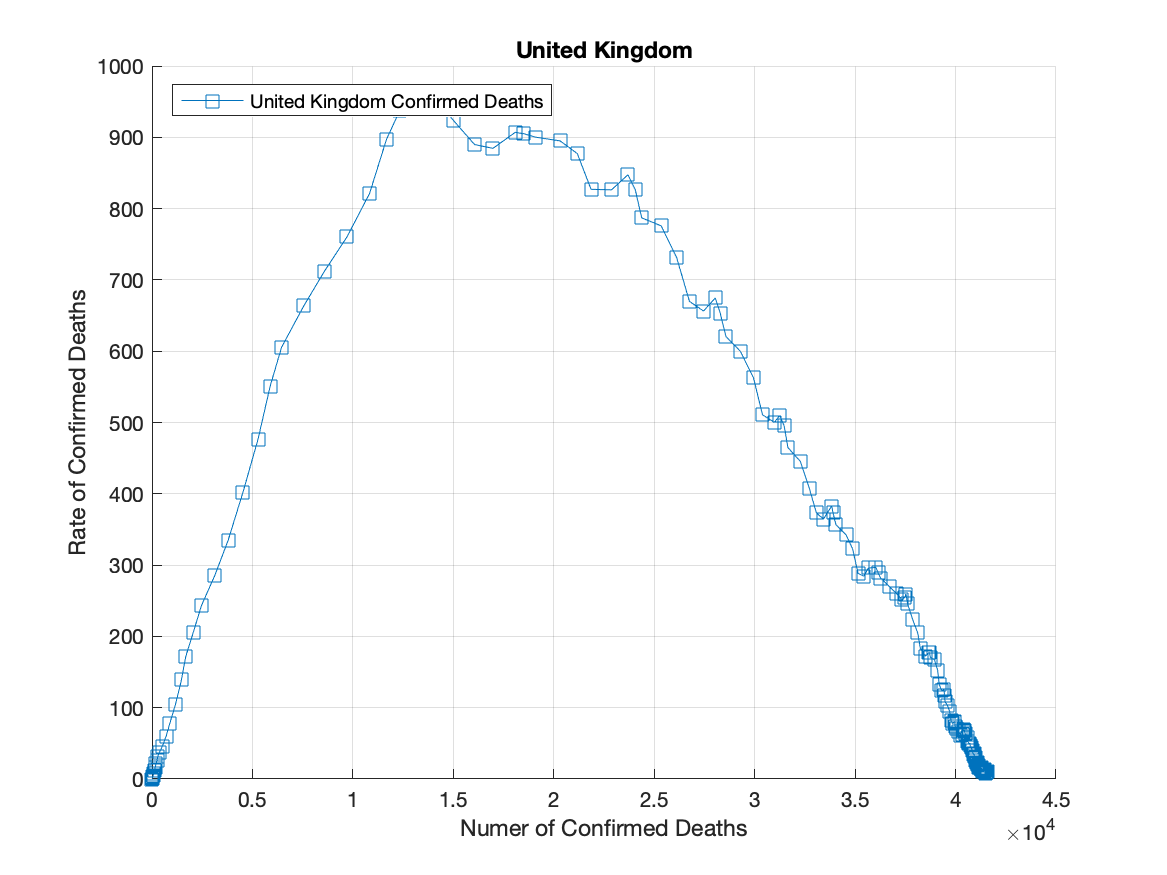 United Kingdom
1000
900
800
700
600
500
400
300
200
100
0
United Kingdom Confirmed Deaths
Rate of Confirmed Deaths
0 0.5 1 1.5 2 2.5 3 3.5 4 4.5
Numer of Confirmed Deaths
×10⁴